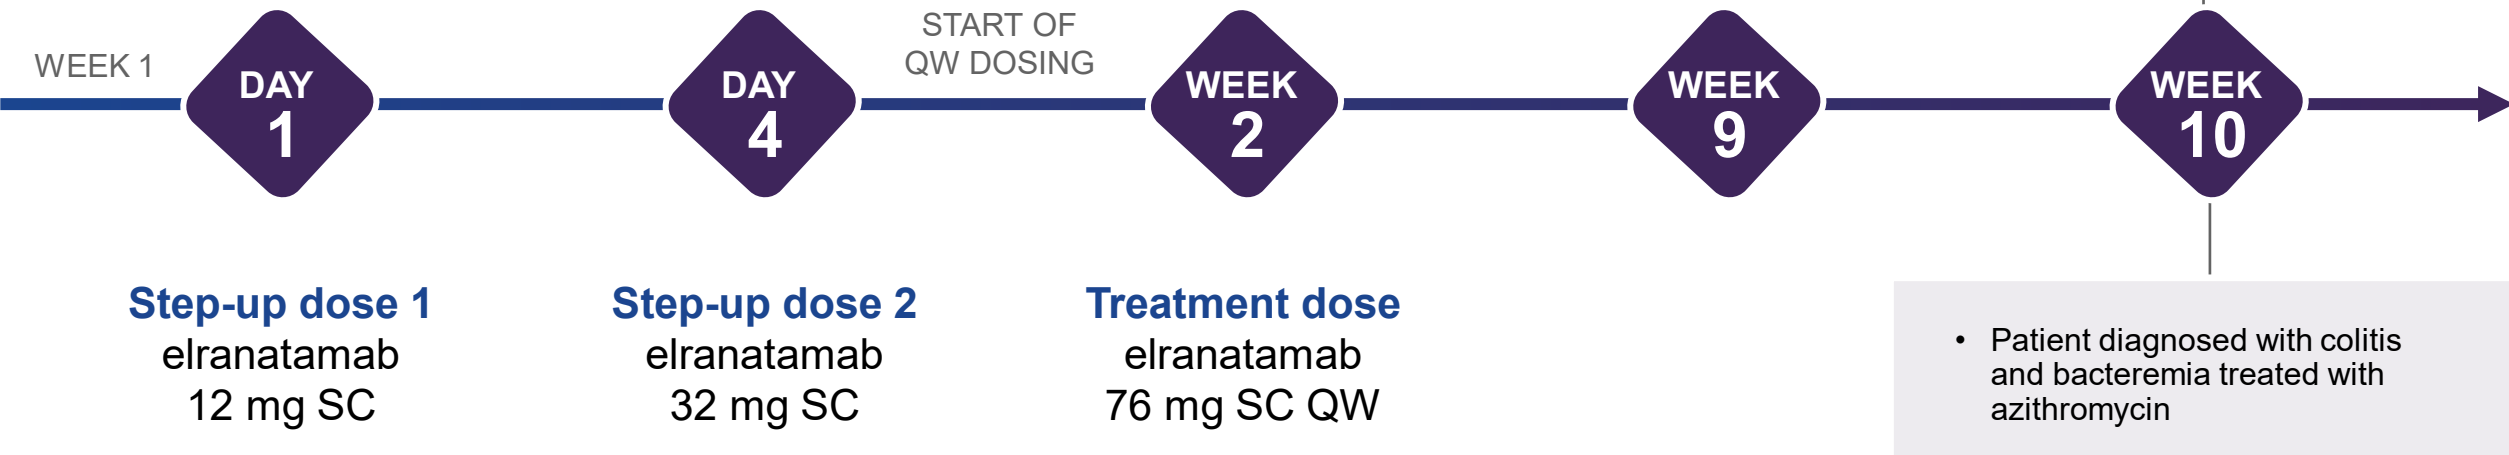 WEEK 1
DAY
1
DAY
4
START OF
QW DOSING
WEEK
2
WEEK
9
WEEK
10
Step-up dose 1
elranatamab
12 mg SC
Step-up dose 2
elranatamab
32 mg SC
Treatment dose
elranatamab
76 mg SC QW
• Patient diagnosed with colitis
and bacteremia treated with
azithromycin